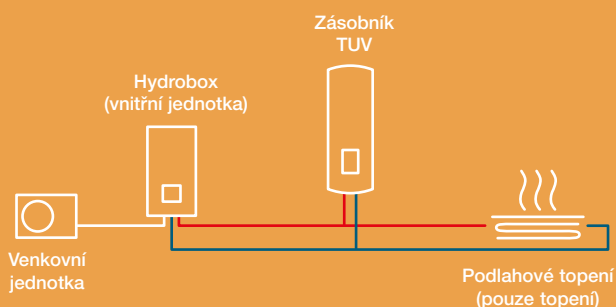 Zásobník
TUV
Hydrobox
(vnitřní jednotka)
Venkovní
jednotka
Podlahové topení
(pouze topení)